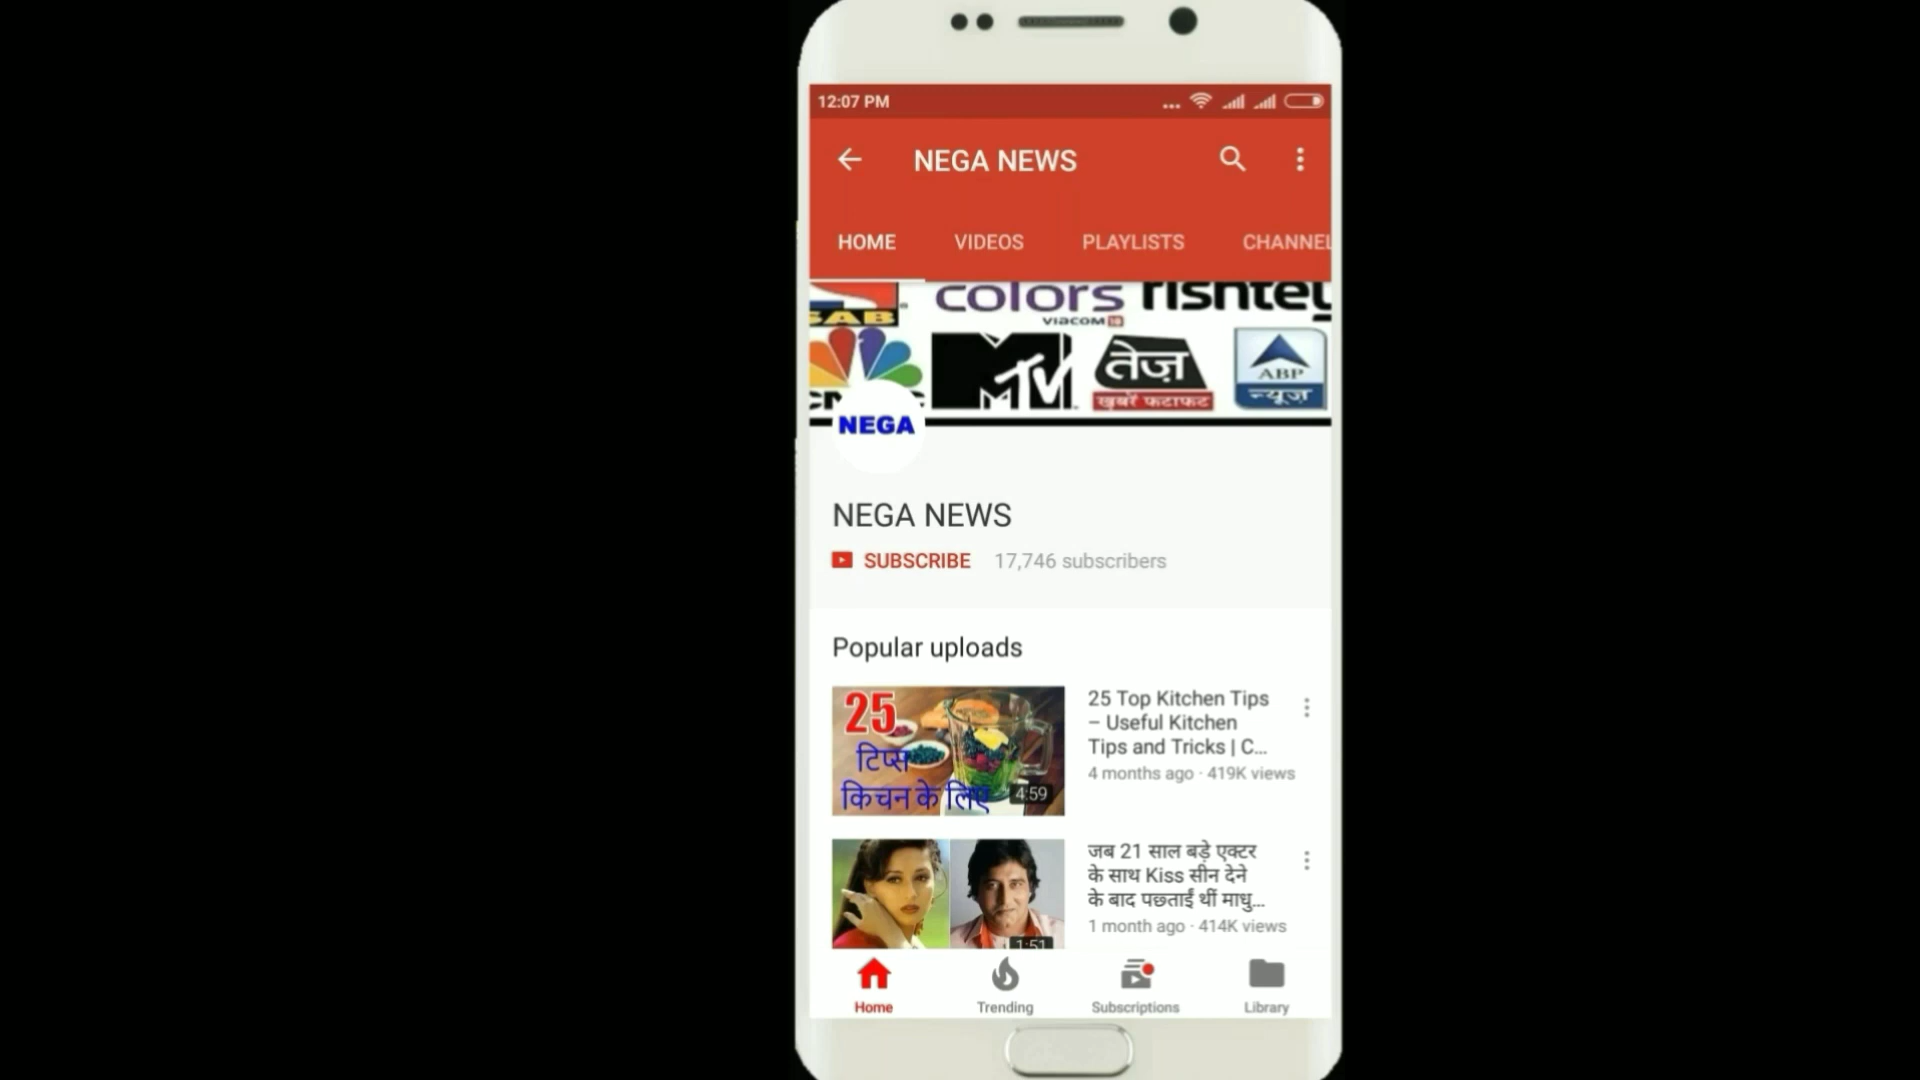 12:07 PM
NEGA NEWS
HOME VIDEOS PLAYLISTS CHANNEL
SAB colors rishtey
VIACOM 18
MTV तेज़ ABP
ख़बरें फटाफट न्यूज़
NEGA
NEGA NEWS
SUBSCRIBE 17,746 subscribers
Popular uploads
25
टिप्स
किचन के लिए
4:59
25 Top Kitchen Tips
– Useful Kitchen
Tips and Tricks | C...
4 months ago · 419K views
जब 21 साल बड़े एक्टर
के साथ Kiss सीन देने
के बाद पछताईं थीं माधु...
1 month ago · 414K views
1:51
Home Trending Subscriptions Library